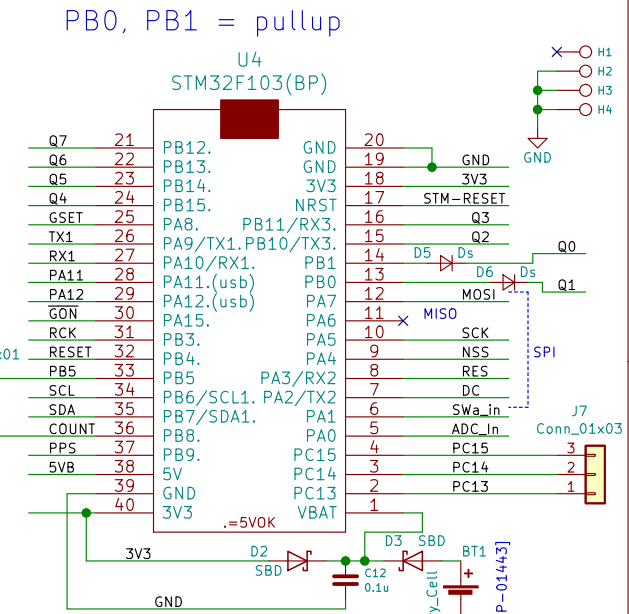 PB0, PB1 = pullup
U4
STM32F103(BP)
H1
H2
H3
H4
GND
Q7 21 PB12. GND 20
Q6 22 PB13. GND 19 GND
Q5 23 PB14. 3V3 18 3V3
Q4 24 PB15. NRST 17 STM-RESET
GSET 25 PA8. PB11/RX3. 16 Q3
TX1 26 PA9/TX1. PB10/TX3. 15 Q2
RX1 27 PA10/RX1. PB1 14 D5 Ds Q0
PA11 28 PA11.(usb) PB0 13 D6 Ds Q1
PA12 29 PA12.(usb) PA7 12 MOSI
GON 30 PA15. PA6 11 MISO
RCK 31 PB3. PA5 10 SCK
x01 RESET 32 PB4. PA4 9 NSS SPI
PB5 33 PB5 PA3/RX2 8 RES
SCL 34 PB6/SCL1. PA2/TX2 7 DC
SDA 35 PB7/SDA1. PA1 6 SWa_in
COUNT 36 PB8. PA0 5 ADC_In
J7
Conn_01x03
PPS 37 PB9. PC15 4 PC15 3
5VB 38 5V PC14 3 PC14 2
39 GND PC13 2 PC13 1
40 3V3 VBAT 1
.=5VOK
3V3 D2 SBD
D3 SBD
BT1
C12
0.1u
GND
+
y_Cell
P-01443]